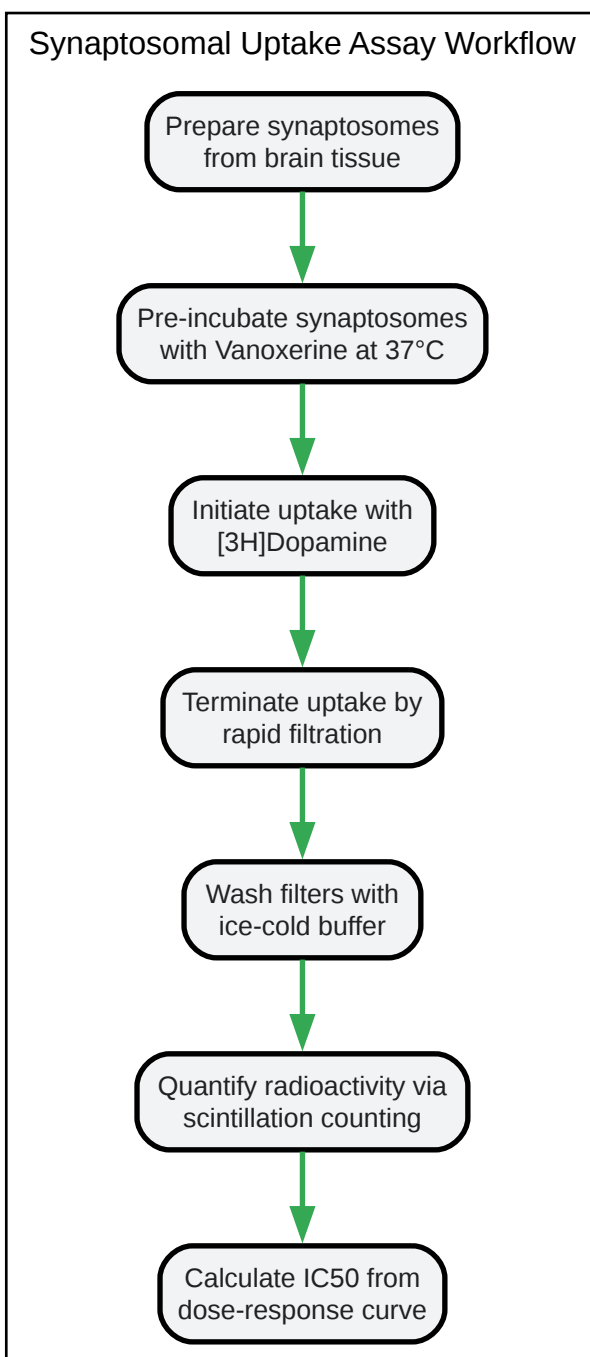 Synaptosomal Uptake Assay Workflow
Prepare synaptosomes
from brain tissue
Pre-incubate synaptosomes
with Vanoxerine at 37°C
Initiate uptake with
[3H]Dopamine
Terminate uptake by
rapid filtration
Wash filters with
ice-cold buffer
Quantify radioactivity via
scintillation counting
Calculate IC50 from
dose-response curve